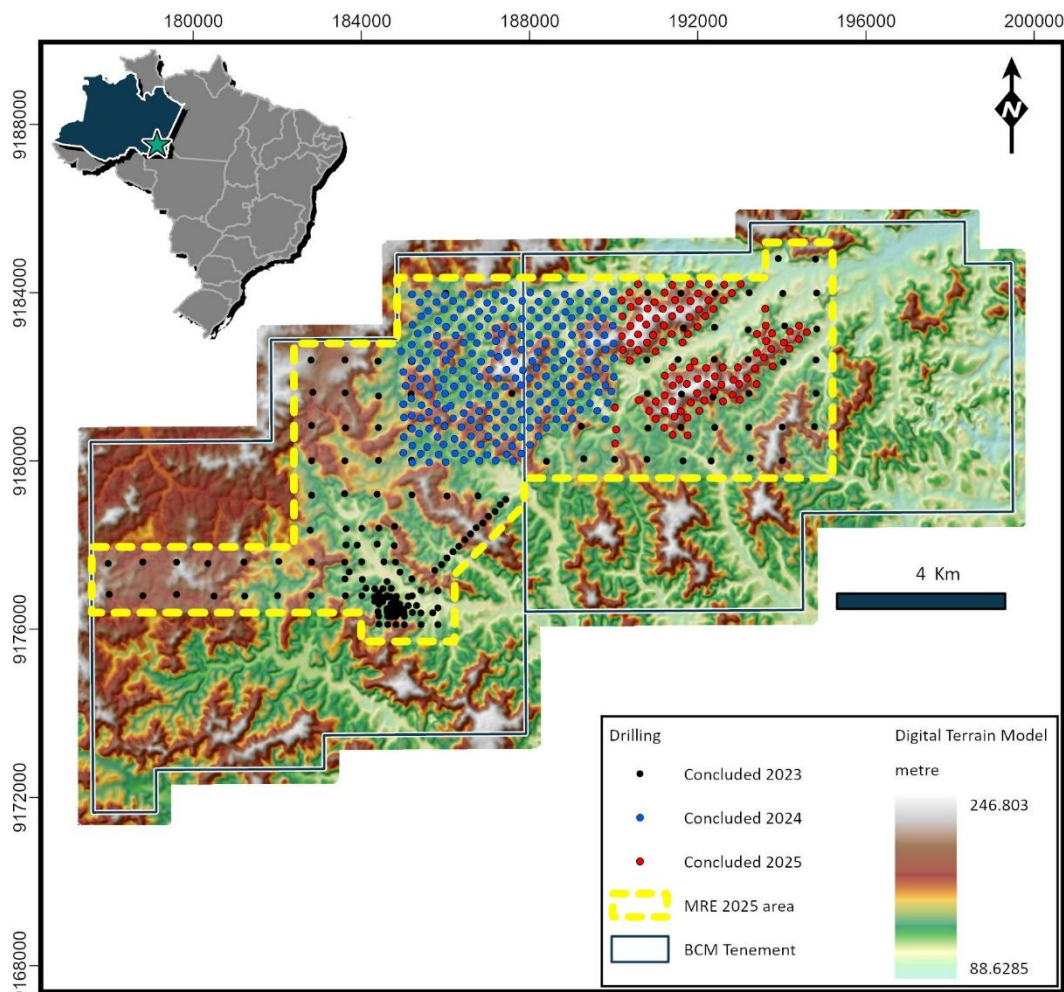 180000 184000 188000 192000 196000 200000
9188000
9184000
9180000
9176000
9172000
9168000
N
4 Km
Drilling
Concluded 2023
Concluded 2024
Concluded 2025
MRE 2025 area
BCM Tenement
Digital Terrain Model
metre
246.803
88.6285